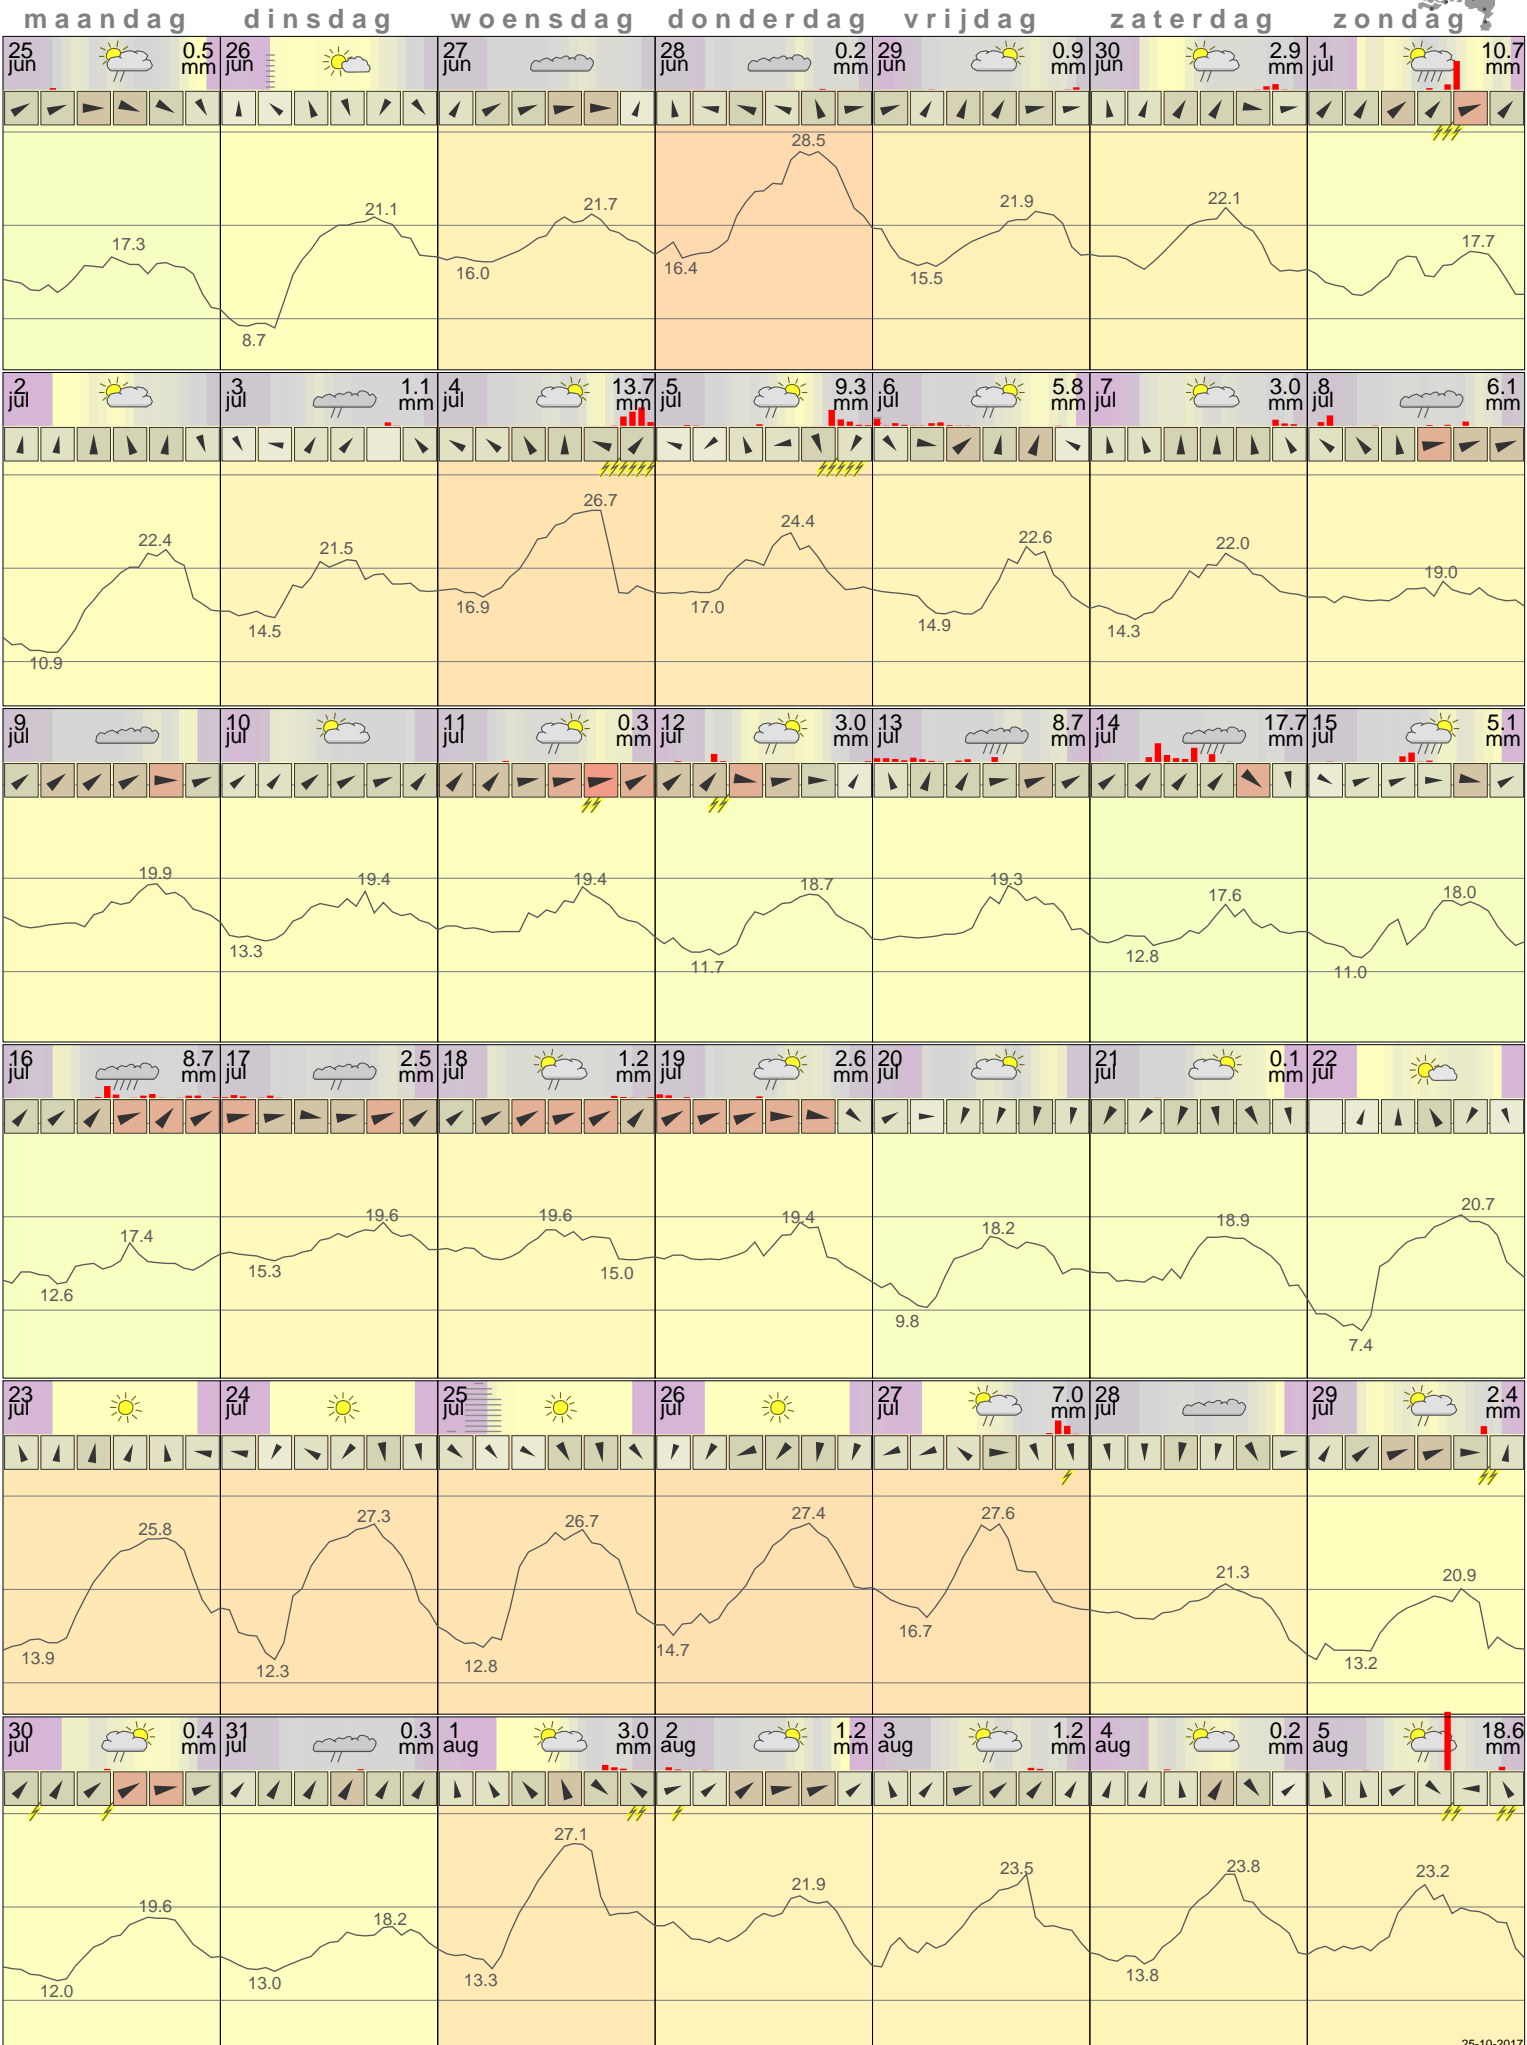 maandag dinsdag woensdag donderdag vrijdag zaterdag zondag
25 jun 0.5 mm 26 jun 27 jun 28 jun 0.2 mm 29 jun 0.9 mm 30 jun 2.9 mm 1 jul 10.7 mm
17.3 8.7 21.1 16.0 21.7 16.4 28.5 15.5 21.9 22.1 17.7
2 jul 3 jul 1.1 mm 4 jul 13.7 mm 5 jul 9.3 mm 6 jul 5.8 mm 7 jul 3.0 mm 8 jul 6.1 mm
10.9 22.4 14.5 21.5 16.9 26.7 17.0 24.4 14.9 22.6 14.3 22.0 19.0
9 jul 10 jul 11 jul 0.3 mm 12 jul 3.0 mm 13 jul 8.7 mm 14 jul 17.7 mm 15 jul 5.1 mm
19.9 13.3 19.4 19.4 11.7 18.7 19.3 12.8 17.6 11.0 18.0
16 jul 8.7 mm 17 jul 2.5 mm 18 jul 1.2 mm 19 jul 2.6 mm 20 jul 21 jul 0.1 mm 22 jul
12.6 17.4 15.3 19.6 19.6 15.0 19.4 9.8 18.2 18.9 7.4 20.7
23 jul 24 jul 25 jul 26 jul 27 jul 7.0 mm 28 jul 29 jul 2.4 mm
13.9 25.8 12.3 27.3 12.8 26.7 14.7 27.4 16.7 27.6 21.3 13.2 20.9
30 jul 0.4 mm 31 jul 0.3 mm 1 aug 3.0 mm 2 aug 1.2 mm 3 aug 1.2 mm 4 aug 0.2 mm 5 aug 18.6 mm
12.0 19.6 13.0 18.2 13.3 27.1 21.9 23.5 13.8 23.8 23.2
25-10-2017